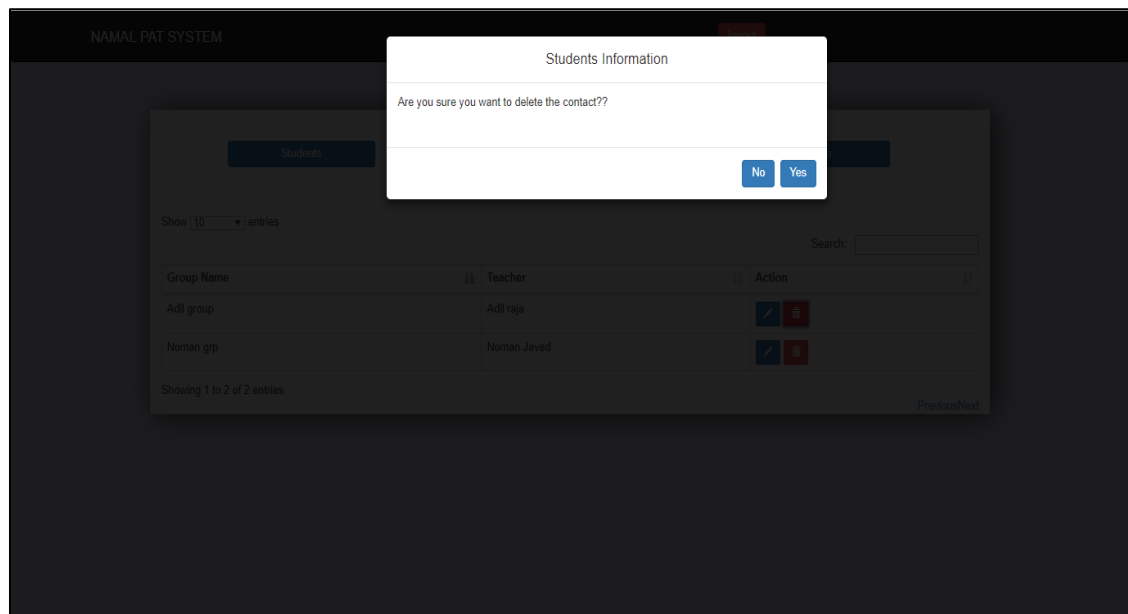 NAMAL PAT SYSTEM
Students Information
Are you sure you want to delete the contact??
No Yes
Students
Show 10 entries
Search:
Group Name Teacher Action
Adil group Adil raja
Noman grp Noman Javed
Showing 1 to 2 of 2 entries
PreviousNext